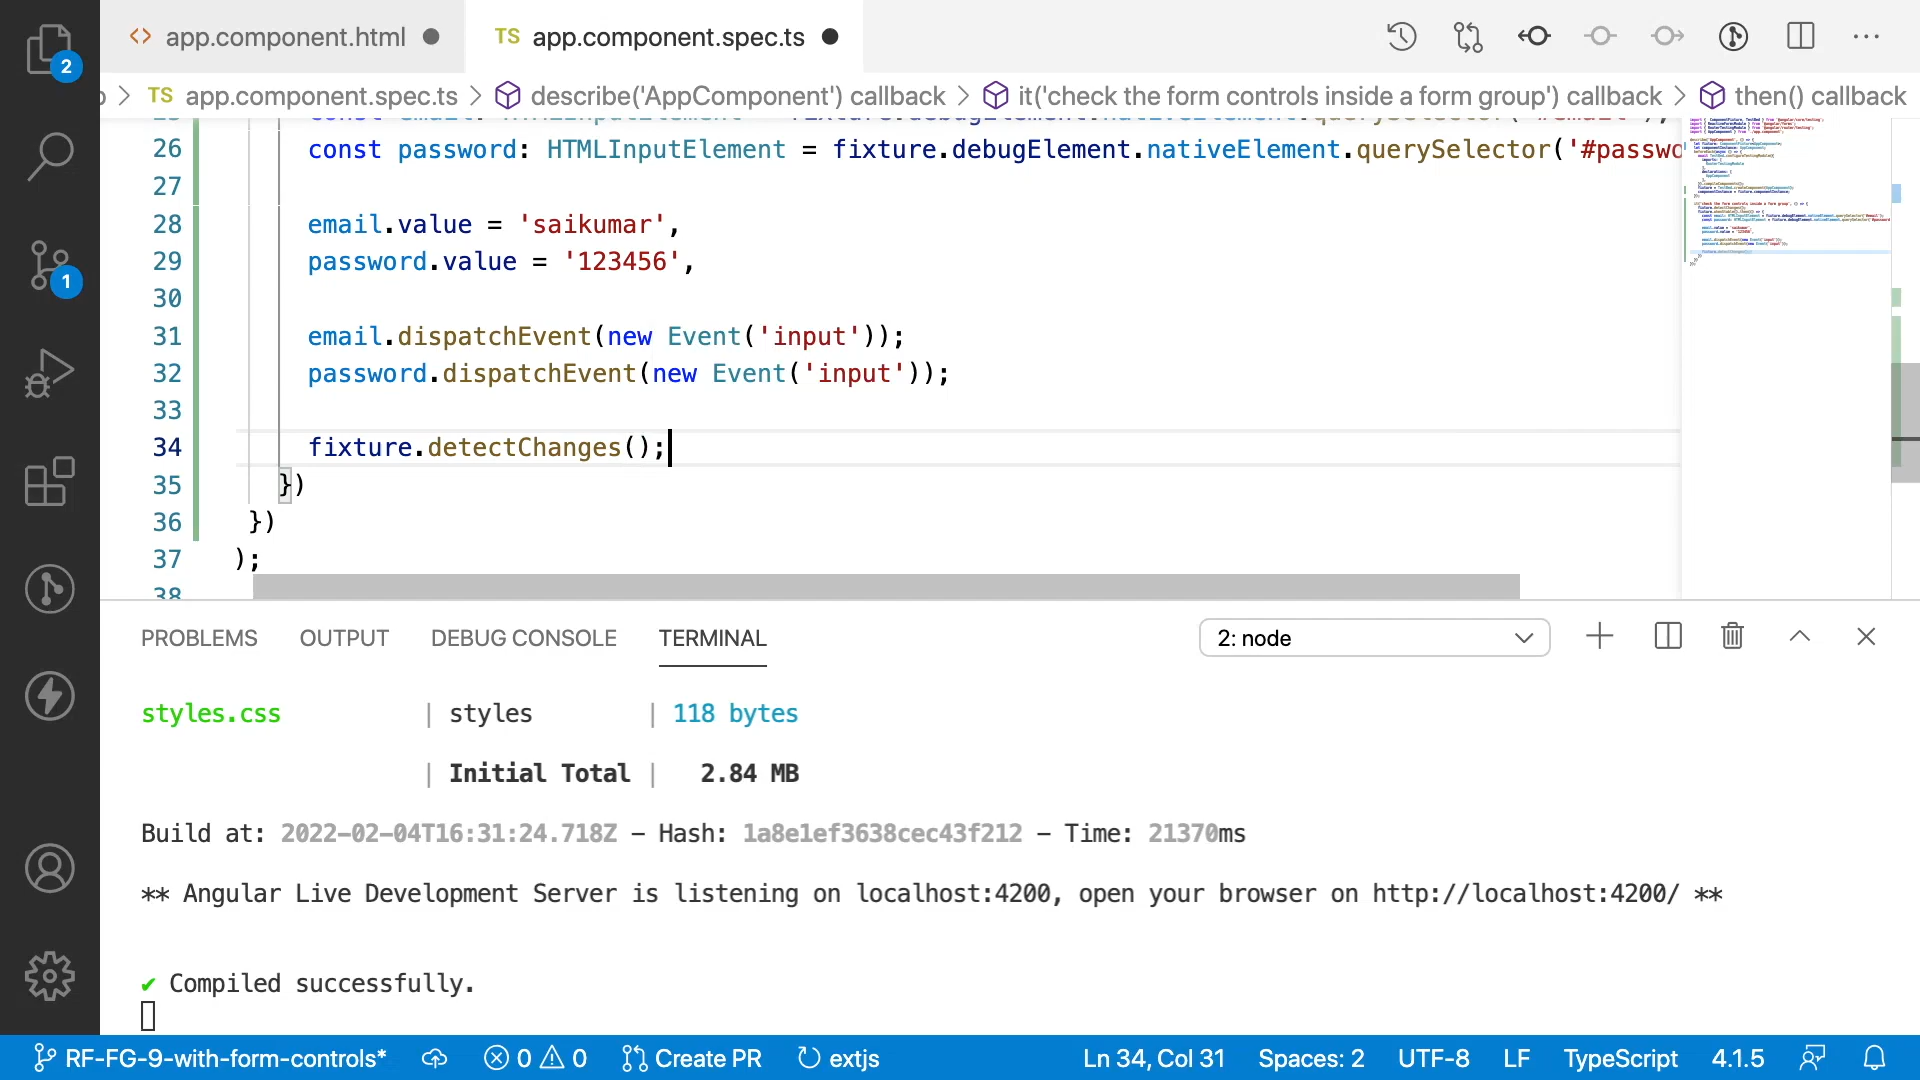 app.component.html
TS app.component.spec.ts
TS app.component.spec.ts > describe('AppComponent') callback > it('check the form controls inside a form group') callback > then() callback
26 const password: HTMLInputElement = fixture.debugElement.nativeElement.querySelector('#passwo
27
28 email.value = 'saikumar',
29 password.value = '123456',
30
31 email.dispatchEvent(new Event('input'));
32 password.dispatchEvent(new Event('input'));
33
34 fixture.detectChanges();
35 })
36 })
37 );
38
2
1
PROBLEMS OUTPUT DEBUG CONSOLE TERMINAL 2: node
styles.css | styles | 118 bytes
| Initial Total | 2.84 MB
Build at: 2022-02-04T16:31:24.718Z - Hash: 1a8e1ef3638cec43f212 - Time: 21370ms
** Angular Live Development Server is listening on localhost:4200, open your browser on http://localhost:4200/ **
✔ Compiled successfully.
RF-FG-9-with-form-controls* 0 0 Create PR extjs Ln 34, Col 31 Spaces: 2 UTF-8 LF TypeScript 4.1.5